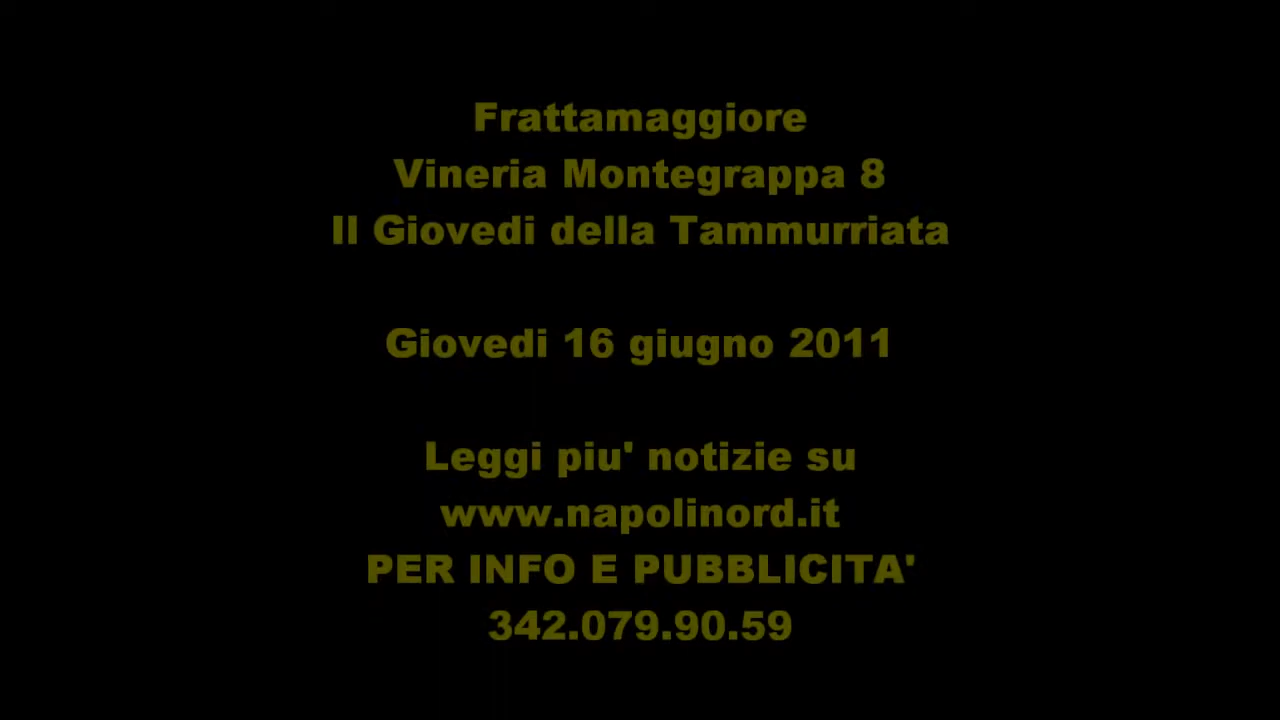 Frattamaggiore
Vineria Montegrappa 8
Il Giovedi della Tammurriata
Giovedi 16 giugno 2011
Leggi piu' notizie su
www.napolinord.it
PER INFO E PUBBLICITA'
342.079.90.59